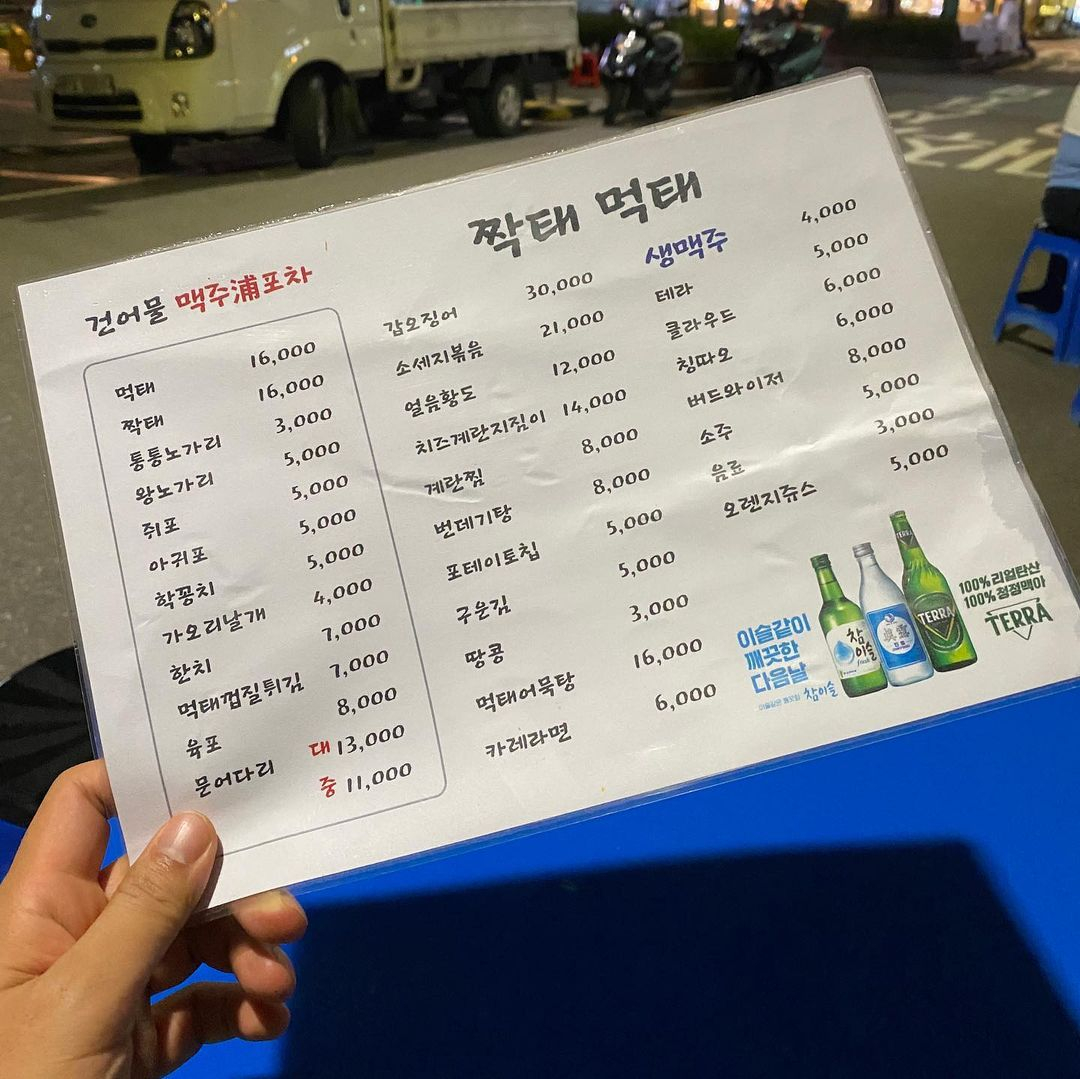 짝태 먹태
건어물 맥주浦포차
먹태 16,000
짝태 16,000
통통노가리 3,000
왕노가리 5,000
쥐포 5,000
아귀포 5,000
학꽁치 5,000
가오리날개 4,000
한치 7,000
먹태껍질튀김 7,000
육포 8,000
문어다리 대 13,000
중 11,000
갑오징어 30,000
소세지볶음 21,000
얼음황도 12,000
치즈계란지짐이 14,000
계란찜 8,000
번데기탕 8,000
포테이토칩 5,000
구운김 5,000
땅콩 3,000
먹태어묵탕 16,000
카레라면 6,000
생맥주 4,000
테라 5,000
클라우드 6,000
칭따오 6,000
버드와이저 8,000
소주 5,000
음료 3,000
오렌지쥬스 5,000
이슬같이
깨끗한
다음날
참이슬
참이슬
fresh
TERRA
100% 리얼탄산
100% 청정맥아
TERRA